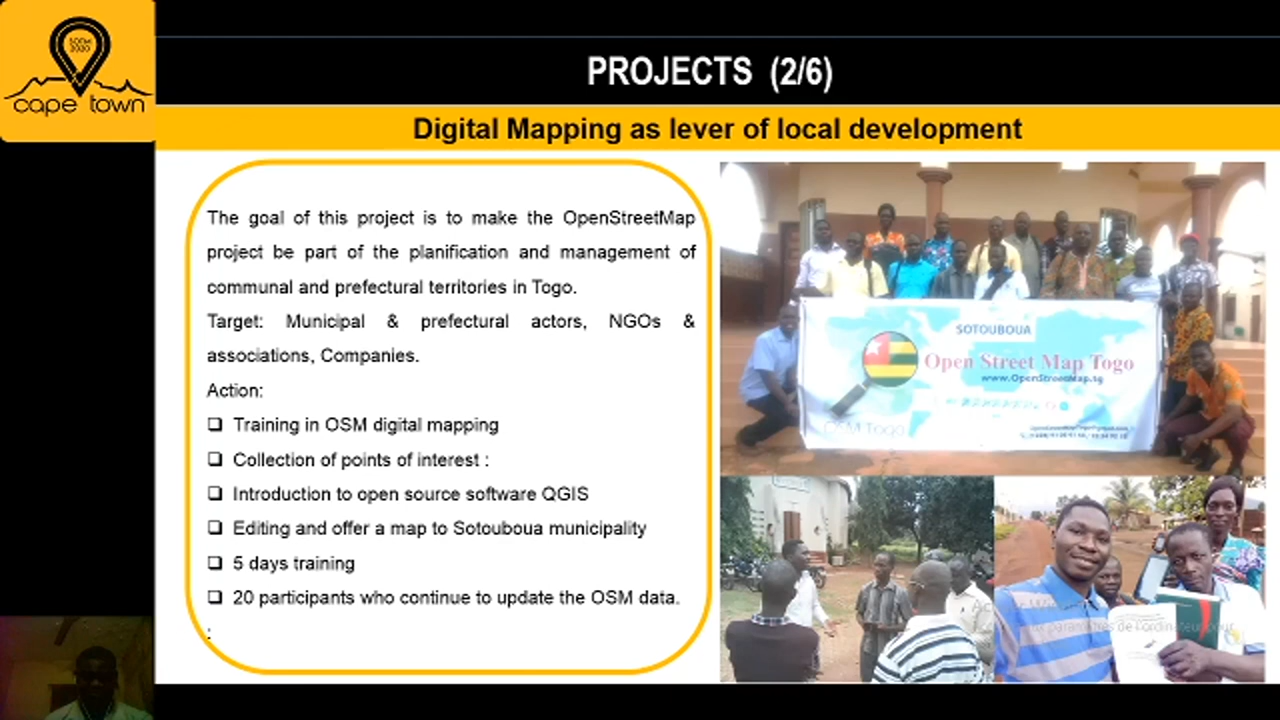 SOTM
2020
cape town
PROJECTS (2/6)
Digital Mapping as lever of local development
The goal of this project is to make the OpenStreetMap
project be part of the planification and management of
communal and prefectural territories in Togo.
Target: Municipal & prefectural actors, NGOs &
associations, Companies.
Action:
❑ Training in OSM digital mapping
❑ Collection of points of interest :
❑ Introduction to open source software QGIS
❑ Editing and offer a map to Sotouboua municipality
❑ 5 days training
❑ 20 participants who continue to update the OSM data.
:
SOTOUBOUA
Open Street Map Togo
www.OpenStreetMap.tg
OSM Togo
paramètres de l'ordinateur pour